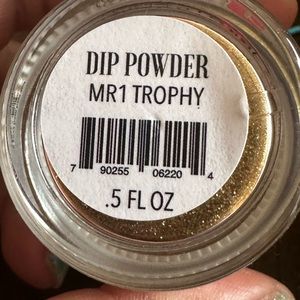 DIP POWDER
MR1 TROPHY
7 90255 06220 4
.5 FL OZ